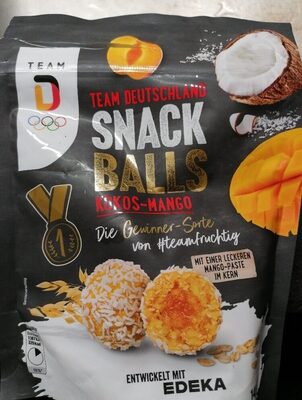 TEAM
D
TEAM DEUTSCHLAND
SNACK
BALLS
KOKOS-MANGO
Die Gewinner-Sorte
von #teamfruchtig
1
MIT EINER LECKEREN
MANGO-PASTE
IM KERN
ENTWICKELT MIT
EDEKA